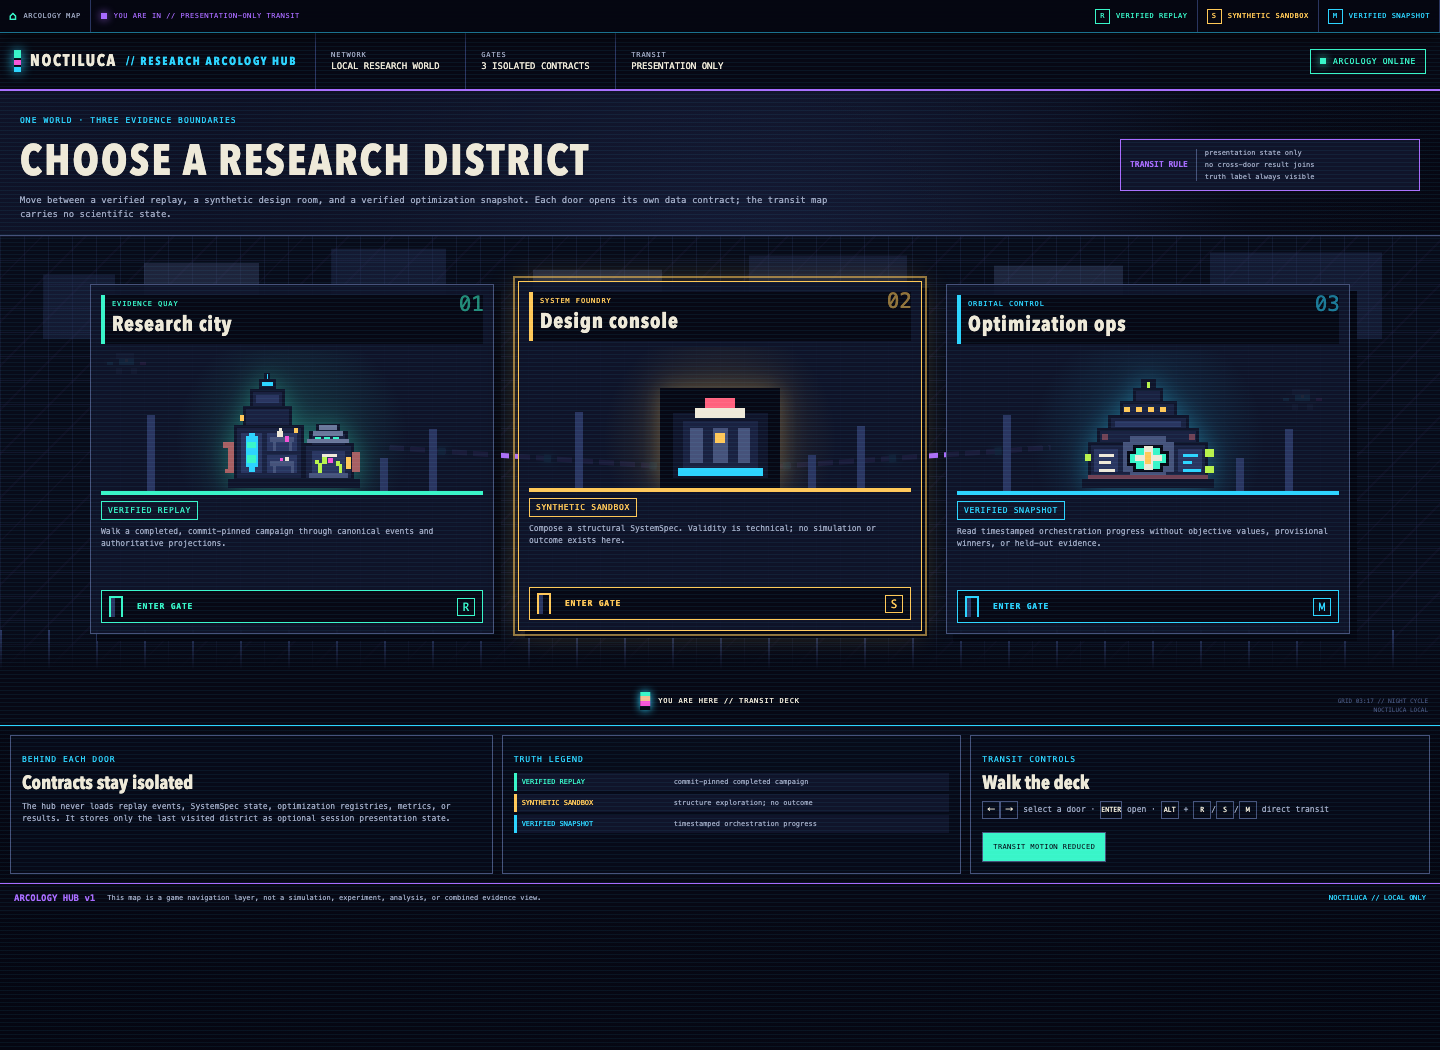 ARCOLOGY MAP
YOU ARE IN // PRESENTATION-ONLY TRANSIT
R VERIFIED REPLAY
S SYNTHETIC SANDBOX
M VERIFIED SNAPSHOT
NOCTILUCA // RESEARCH ARCOLOGY HUB
NETWORK
LOCAL RESEARCH WORLD
GATES
3 ISOLATED CONTRACTS
TRANSIT
PRESENTATION ONLY
ARCOLOGY ONLINE
ONE WORLD · THREE EVIDENCE BOUNDARIES
CHOOSE A RESEARCH DISTRICT
Move between a verified replay, a synthetic design room, and a verified optimization snapshot. Each door opens its own data contract; the transit map
carries no scientific state.
TRANSIT RULE
presentation state only
no cross-door result joins
truth label always visible
EVIDENCE QUAY
01
Research city
VERIFIED REPLAY
Walk a completed, commit-pinned campaign through canonical events and
authoritative projections.
ENTER GATE R
SYSTEM FOUNDRY
02
Design console
SYNTHETIC SANDBOX
Compose a structural SystemSpec. Validity is technical; no simulation or
outcome exists here.
ENTER GATE S
ORBITAL CONTROL
03
Optimization ops
VERIFIED SNAPSHOT
Read timestamped orchestration progress without objective values, provisional
winners, or held-out evidence.
ENTER GATE M
YOU ARE HERE // TRANSIT DECK
GRID 03:17 // NIGHT CYCLE
NOCTILUCA LOCAL
BEHIND EACH DOOR
Contracts stay isolated
The hub never loads replay events, SystemSpec state, optimization registries, metrics, or
results. It stores only the last visited district as optional session presentation state.
TRUTH LEGEND
VERIFIED REPLAY commit-pinned completed campaign
SYNTHETIC SANDBOX structure exploration; no outcome
VERIFIED SNAPSHOT timestamped orchestration progress
TRANSIT CONTROLS
Walk the deck
← → select a door · ENTER open · ALT + R / S / M direct transit
TRANSIT MOTION REDUCED
ARCOLOGY HUB v1 This map is a game navigation layer, not a simulation, experiment, analysis, or combined evidence view.
NOCTILUCA // LOCAL ONLY